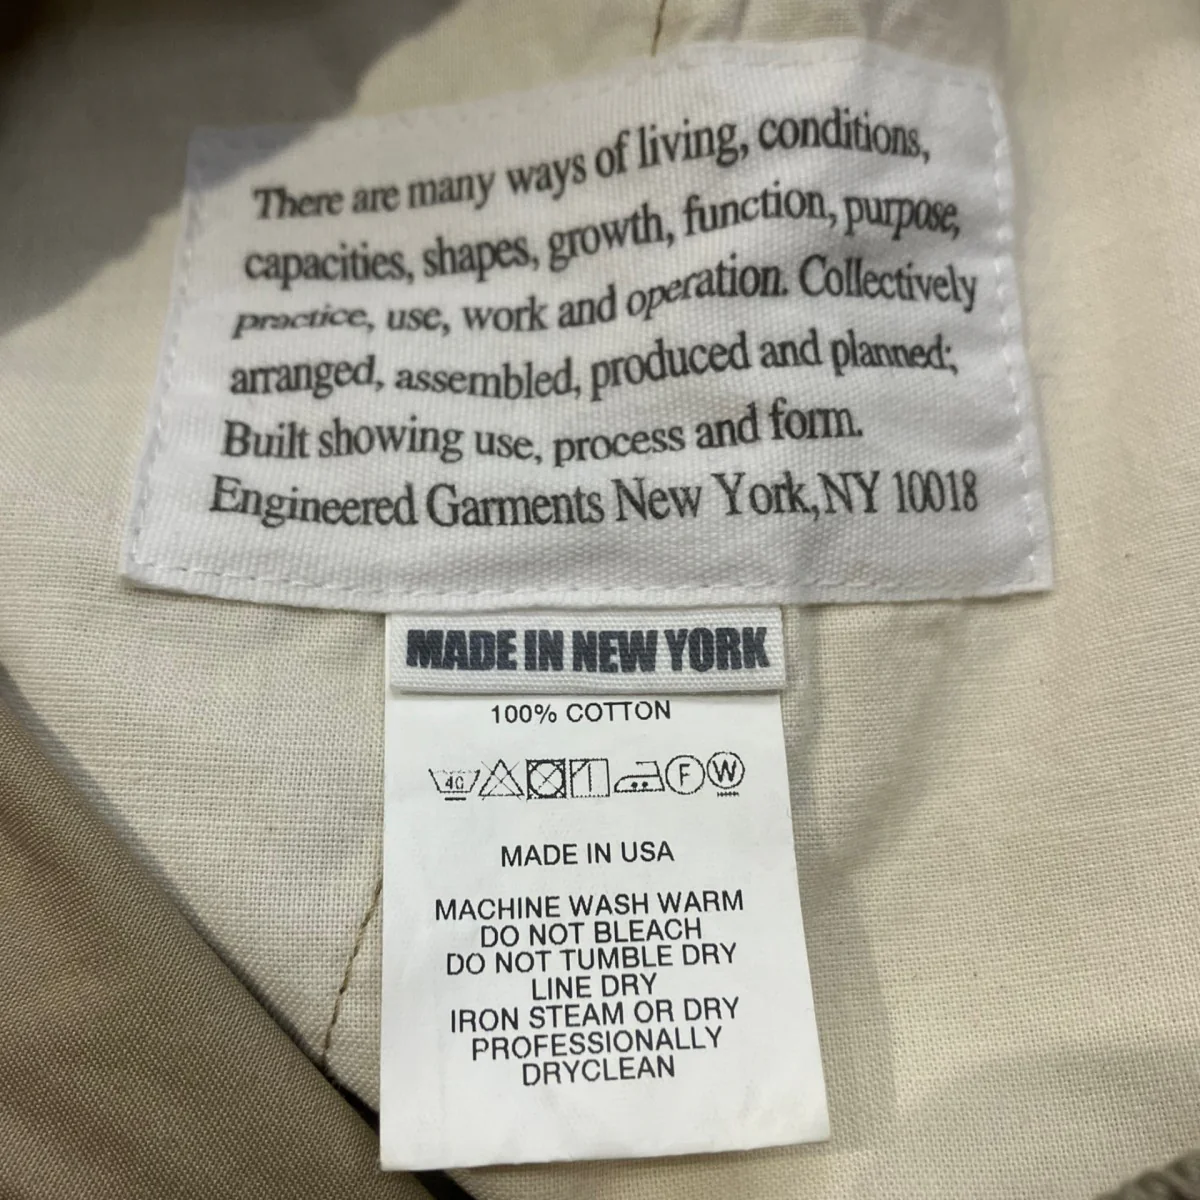 There are many ways of living, conditions,
capacities, shapes, growth, function, purpose,
practice, use, work and operation. Collectively
arranged, assembled, produced and planned;
Built showing use, process and form.
Engineered Garments New York, NY 10018
MADE IN NEW YORK
100% COTTON
40 F W
MADE IN USA
MACHINE WASH WARM
DO NOT BLEACH
DO NOT TUMBLE DRY
LINE DRY
IRON STEAM OR DRY
PROFESSIONALLY
DRYCLEAN